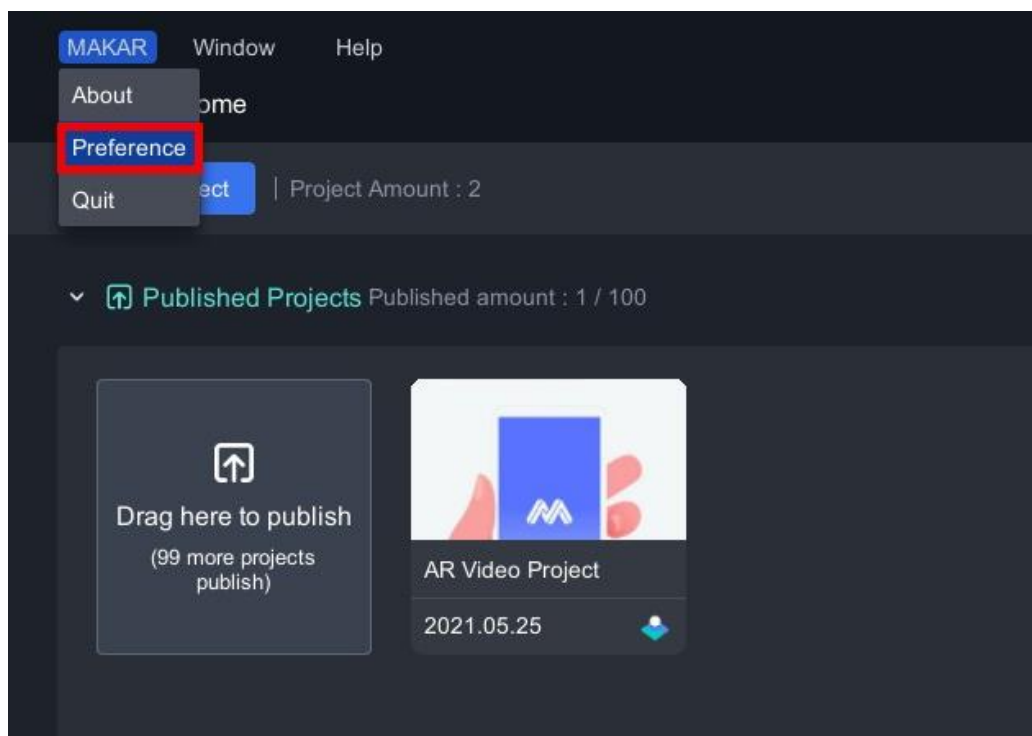 MAKAR Window Help
About ome
Preference
Quit ect | Project Amount : 2
Published Projects Published amount : 1 / 100
Drag here to publish
(99 more projects
publish)
AR Video Project
2021.05.25